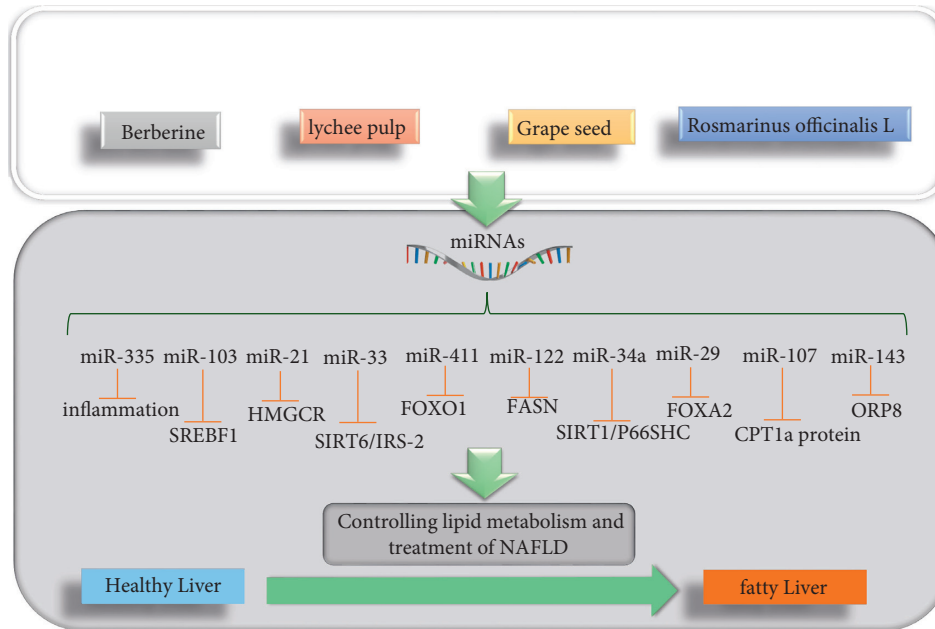 Berberine
lychee pulp
Grape seed
Rosmarinus officinalis L
miRNAs
miR-335
miR-103
miR-21
miR-33
miR-411
miR-122
miR-34a
miR-29
miR-107
miR-143
inflammation
SREBF1
HMGCR
SIRT6/IRS-2
FOXO1
FASN
SIRT1/P66SHC
FOXA2
CPT1a protein
ORP8
Controlling lipid metabolism and
treatment of NAFLD
Healthy Liver
fatty Liver